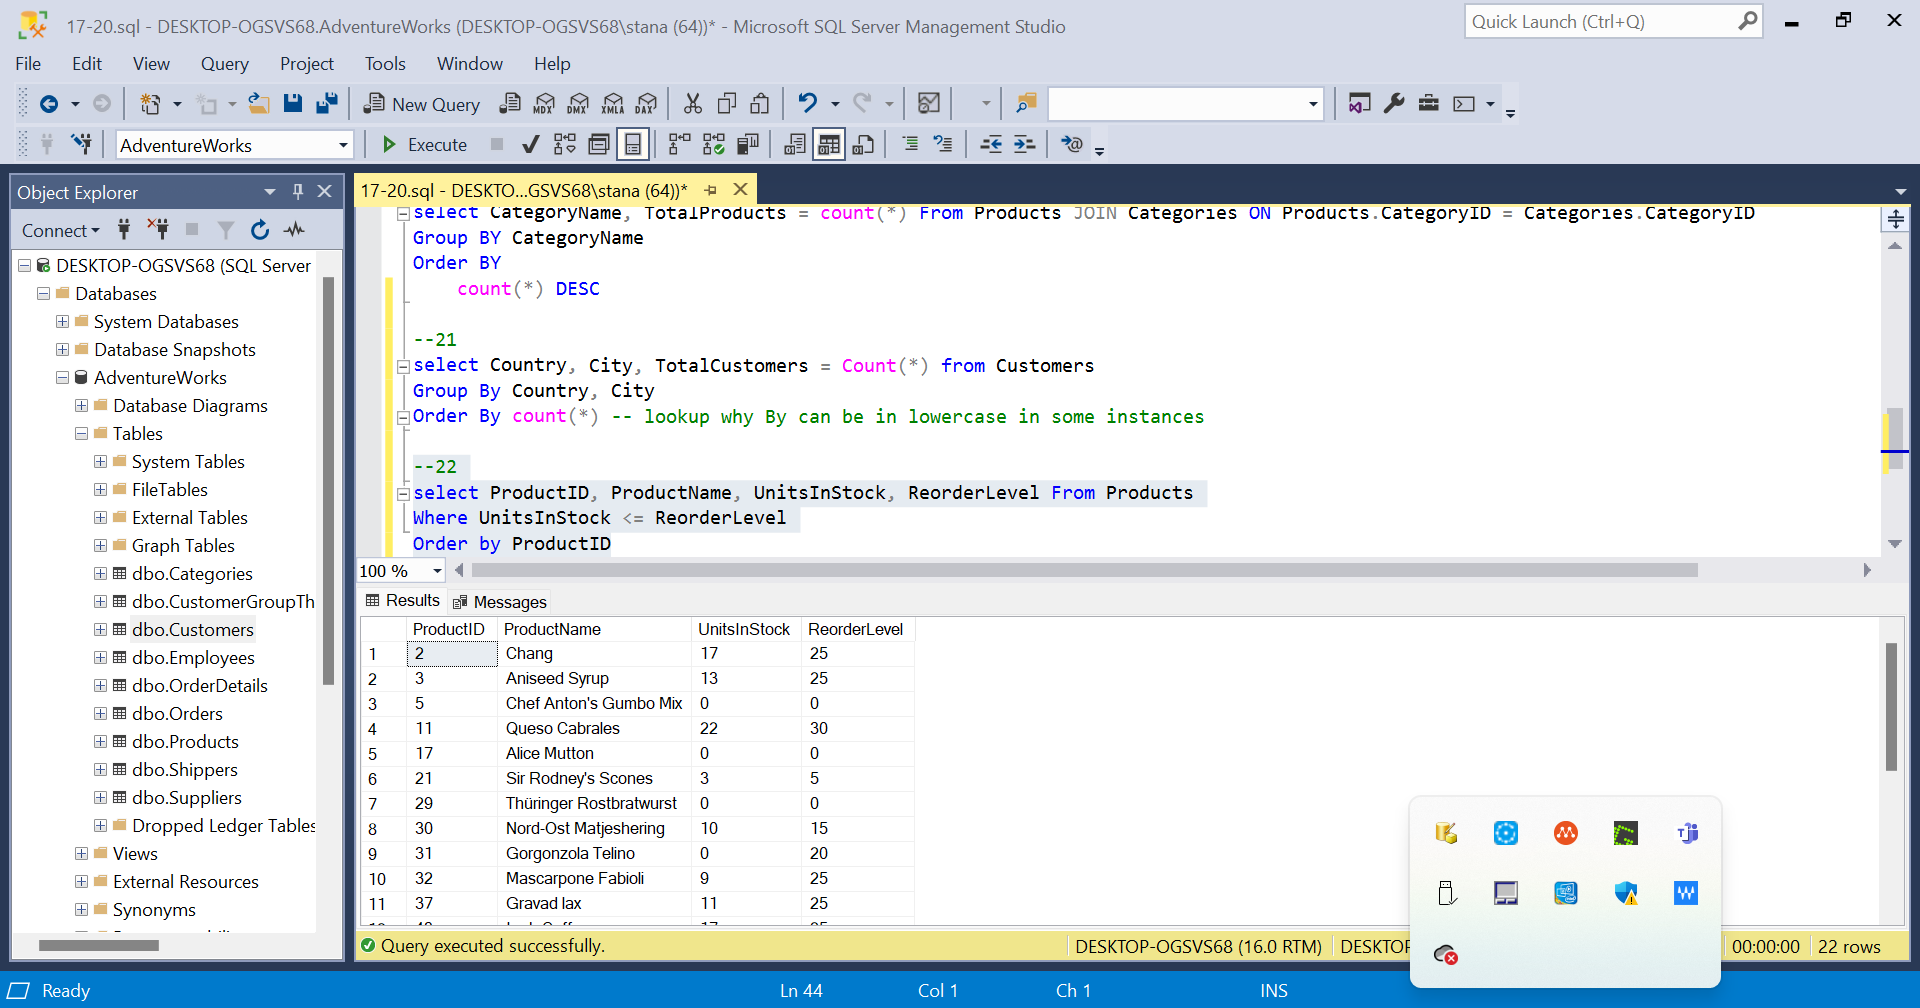 17-20.sql - DESKTOP-OGSVS68.AdventureWorks (DESKTOP-OGSVS68\stana (64))* - Microsoft SQL Server Management Studio
Quick Launch (Ctrl+Q)
File Edit View Query Project Tools Window Help
New Query MDX DMX XMLA DAX
AdventureWorks Execute
Object Explorer
Connect
DESKTOP-OGSVS68 (SQL Server
Databases
System Databases
Database Snapshots
AdventureWorks
Database Diagrams
Tables
System Tables
FileTables
External Tables
Graph Tables
dbo.Categories
dbo.CustomerGroupTh
dbo.Customers
dbo.Employees
dbo.OrderDetails
dbo.Orders
dbo.Products
dbo.Shippers
dbo.Suppliers
Dropped Ledger Tables
Views
External Resources
Synonyms
17-20.sql - DESKTO...GSVS68\stana (64))*
select CategoryName, TotalProducts = count(*) From Products JOIN Categories ON Products.CategoryID = Categories.CategoryID
Group BY CategoryName
Order BY
count(*) DESC
--21
select Country, City, TotalCustomers = Count(*) from Customers
Group By Country, City
Order By count(*) -- lookup why By can be in lowercase in some instances
--22
select ProductID, ProductName, UnitsInStock, ReorderLevel From Products
Where UnitsInStock <= ReorderLevel
Order by ProductID
100 %
Results Messages
ProductID ProductName UnitsInStock ReorderLevel
1 2 Chang 17 25
2 3 Aniseed Syrup 13 25
3 5 Chef Anton's Gumbo Mix 0 0
4 11 Queso Cabrales 22 30
5 17 Alice Mutton 0 0
6 21 Sir Rodney's Scones 3 5
7 29 Thüringer Rostbratwurst 0 0
8 30 Nord-Ost Matjeshering 10 15
9 31 Gorgonzola Telino 0 20
10 32 Mascarpone Fabioli 9 25
11 37 Gravad lax 11 25
Query executed successfully. DESKTOP-OGSVS68 (16.0 RTM) DESKTOP 00:00:00 22 rows
Ready Ln 44 Col 1 Ch 1 INS